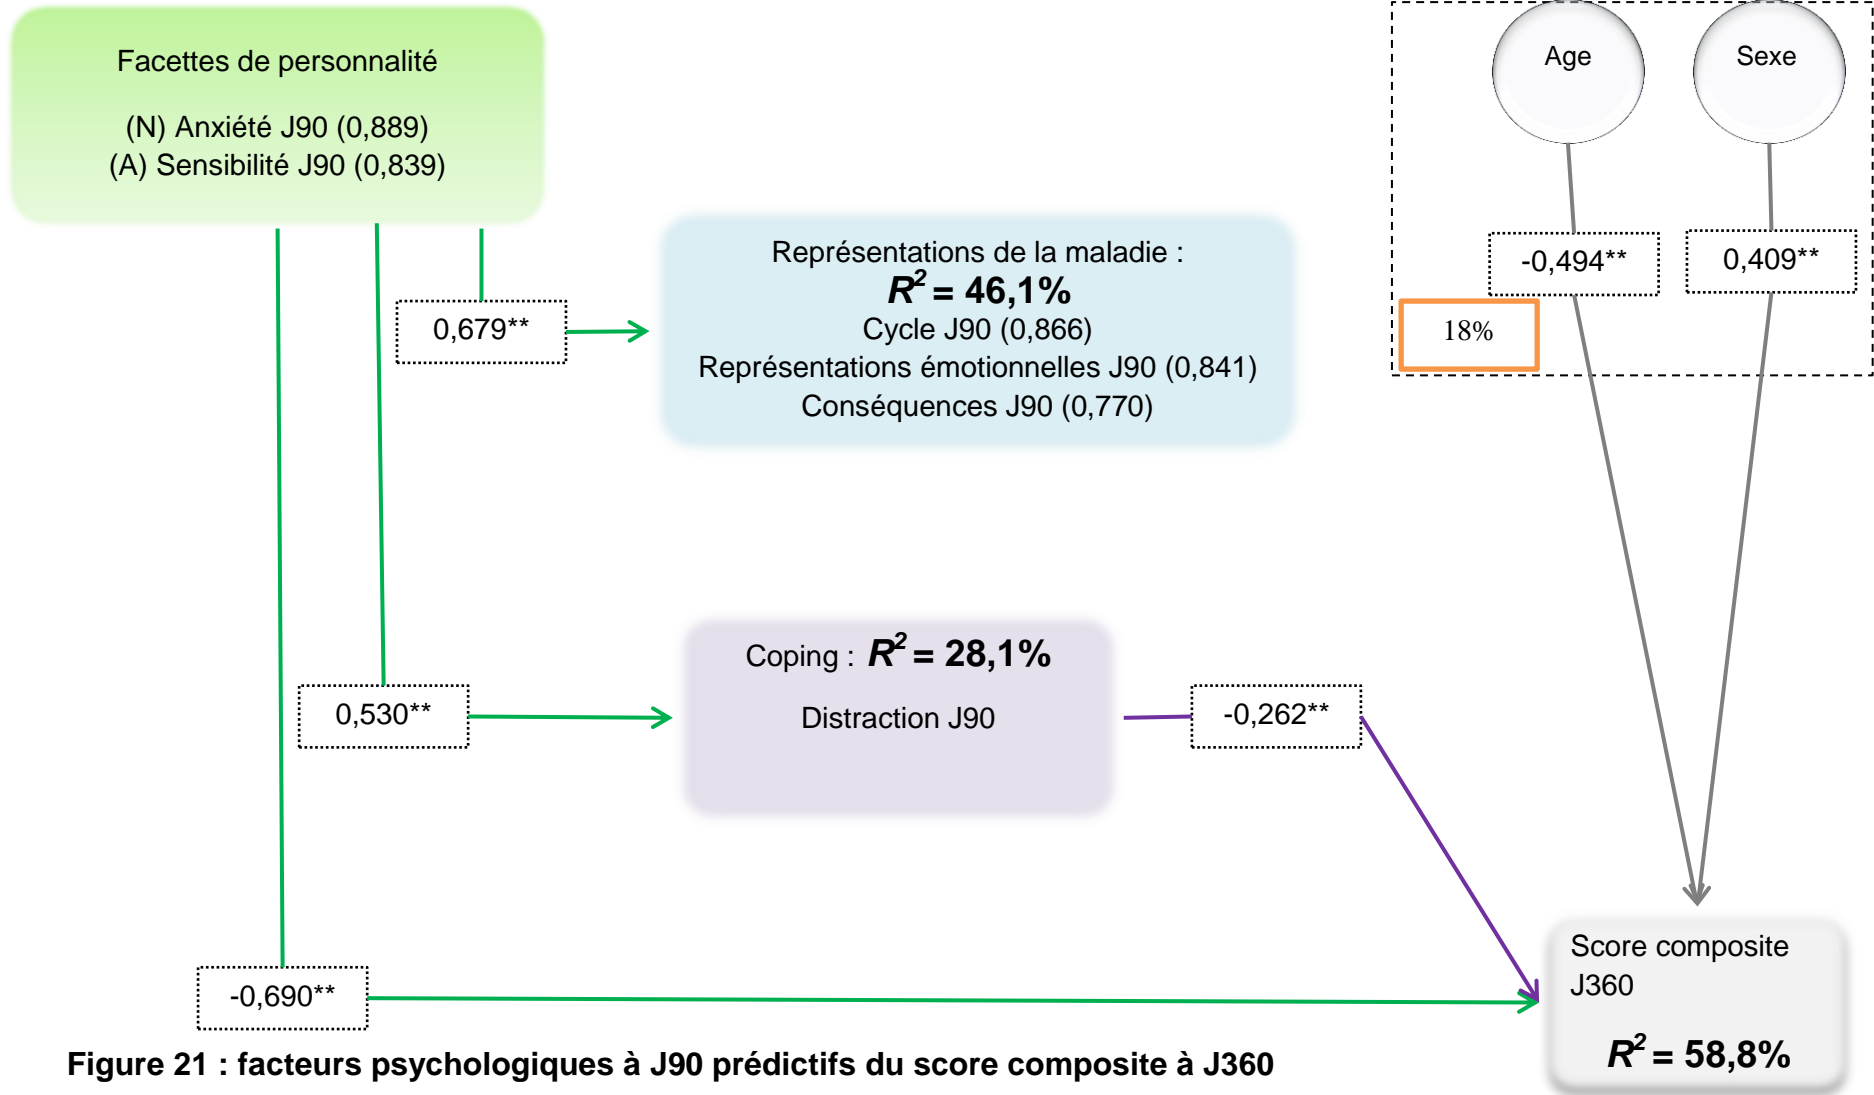 Facettes de personnalité
(N) Anxiété J90 (0,889)
(A) Sensibilité J90 (0,839)
Age
Sexe
-0,494**
0,409**
18%
0,679**
Représentations de la maladie :
R² = 46,1%
Cycle J90 (0,866)
Représentations émotionnelles J90 (0,841)
Conséquences J90 (0,770)
0,530**
Coping : R² = 28,1%
Distraction J90
-0,262**
-0,690**
Score composite
J360
R² = 58,8%
Figure 21 : facteurs psychologiques à J90 prédictifs du score composite à J360